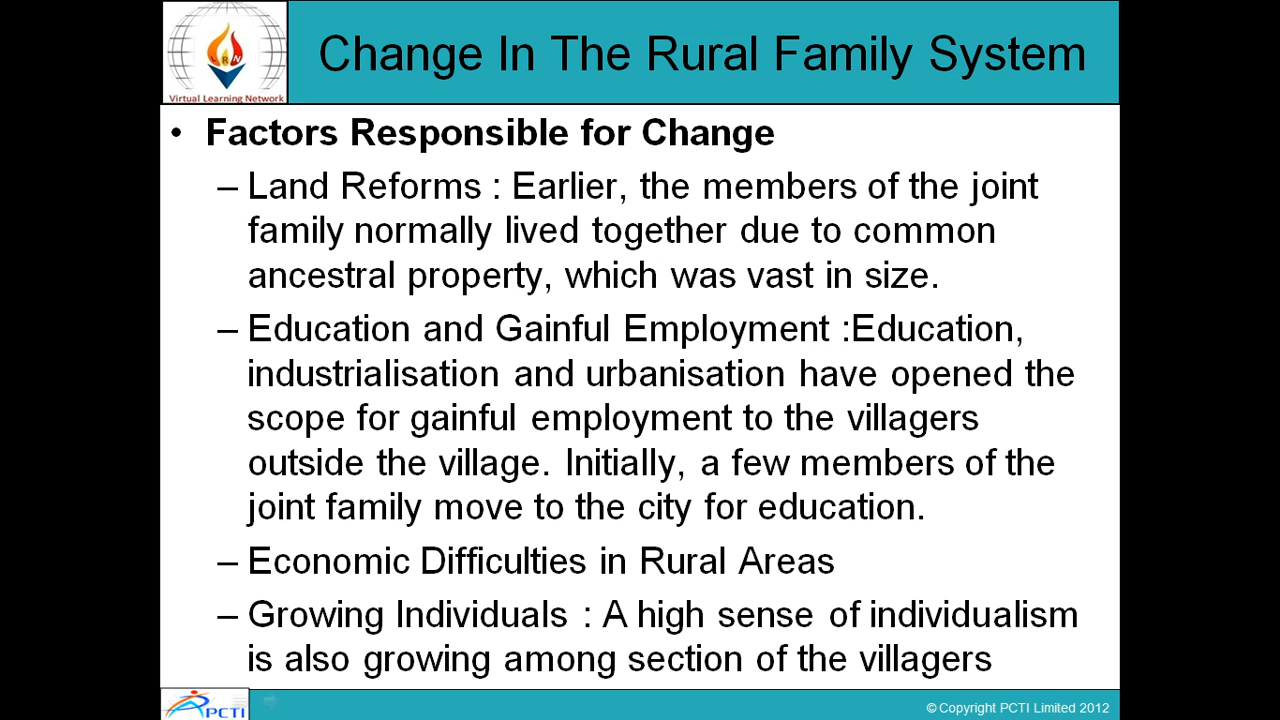 Change In The Rural Family System
LRN
Virtual Learning Network
• Factors Responsible for Change
– Land Reforms : Earlier, the members of the joint
family normally lived together due to common
ancestral property, which was vast in size.
– Education and Gainful Employment :Education,
industrialisation and urbanisation have opened the
scope for gainful employment to the villagers
outside the village. Initially, a few members of the
joint family move to the city for education.
– Economic Difficulties in Rural Areas
– Growing Individuals : A high sense of individualism
is also growing among section of the villagers
PCTI
© Copyright PCTI Limited 2012